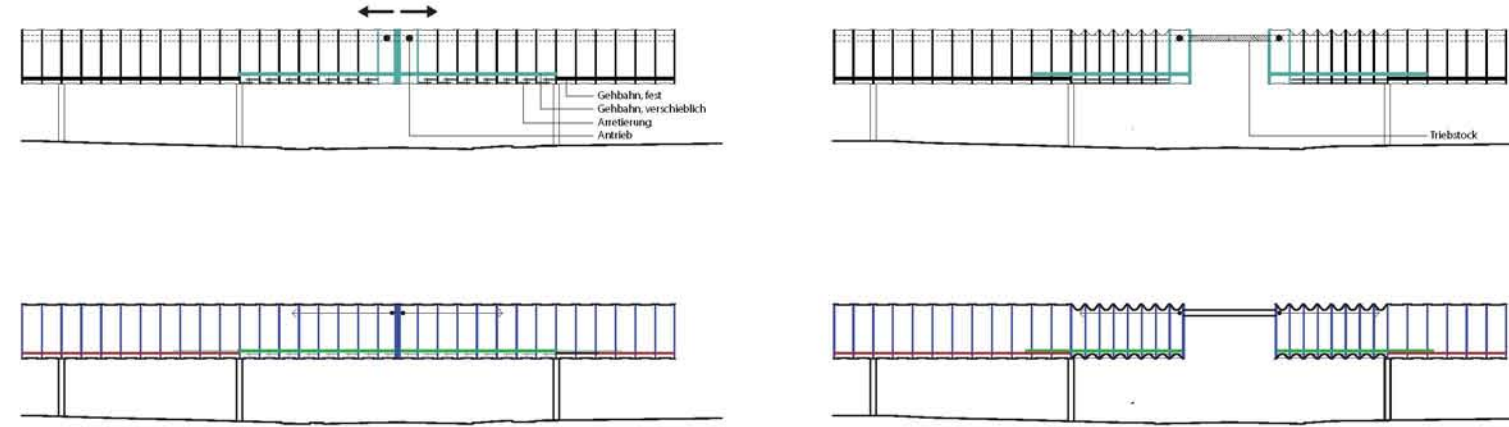 Gehbahn, fest
Gehbahn, verschieblich
Arretierung
Antrieb
Triebstock